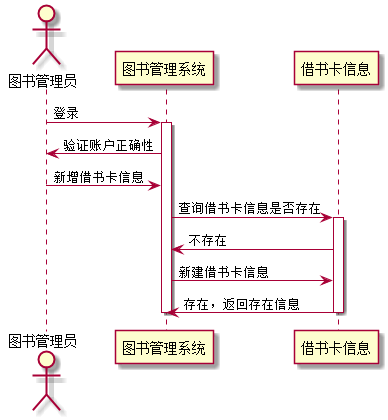 图书管理员
图书管理系统
借书卡信息
登录
验证账户正确性
新增借书卡信息
查询借书卡信息是否存在
不存在
新建借书卡信息
存在，返回存在信息
图书管理员
图书管理系统
借书卡信息